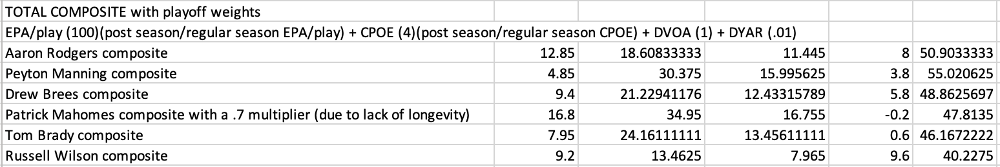 TOTAL COMPOSITE with playoff weights
EPA/play (100)(post season/regular season EPA/play) + CPOE (4)(post season/regular season CPOE) + DVOA (1) + DYAR (.01)
Aaron Rodgers composite 12.85 18.60833333 11.445 8 50.9033333
Peyton Manning composite 4.85 30.375 15.995625 3.8 55.020625
Drew Brees composite 9.4 21.22941176 12.43315789 5.8 48.8625697
Patrick Mahomes composite with a .7 multiplier (due to lack of longevity) 16.8 34.95 16.755 -0.2 47.8135
Tom Brady composite 7.95 24.16111111 13.45611111 0.6 46.1672222
Russell Wilson composite 9.2 13.4625 7.965 9.6 40.2275